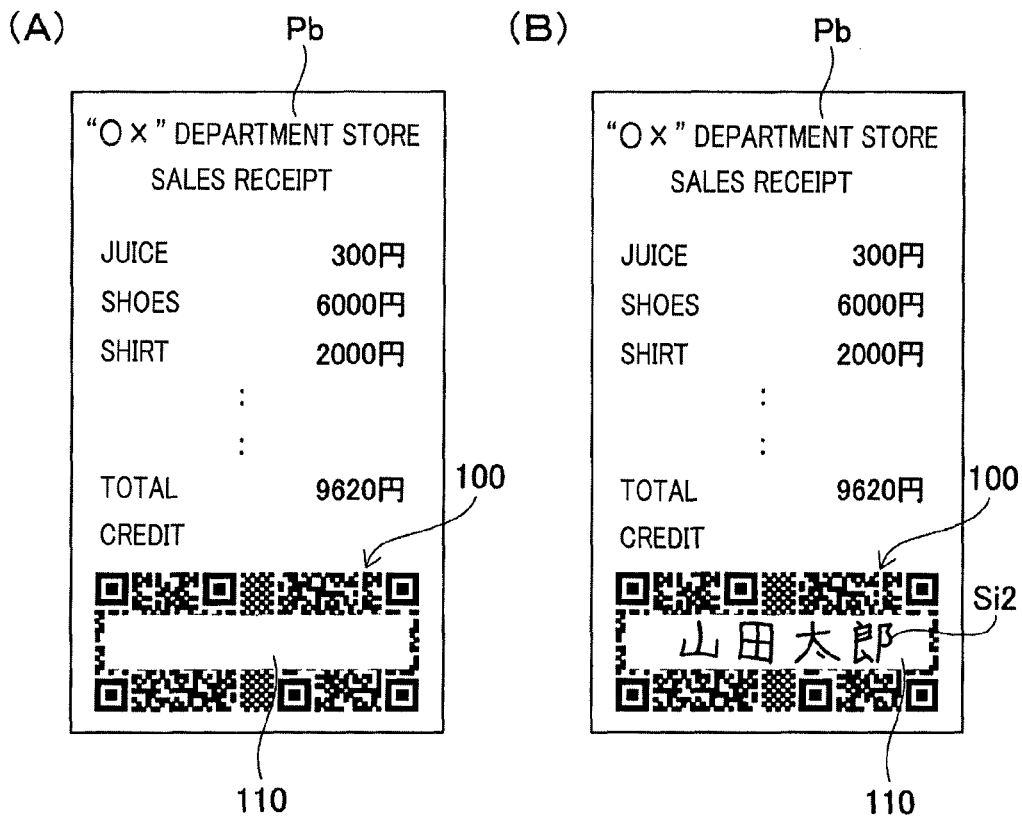 (A)
Pb
“○×” DEPARTMENT STORE
SALES RECEIPT
JUICE 300円
SHOES 6000円
SHIRT 2000円
:
:
TOTAL 9620円
CREDIT
100
110
(B)
Pb
“○×” DEPARTMENT STORE
SALES RECEIPT
JUICE 300円
SHOES 6000円
SHIRT 2000円
:
:
TOTAL 9620円
CREDIT
100
Si2
山田太郎
110